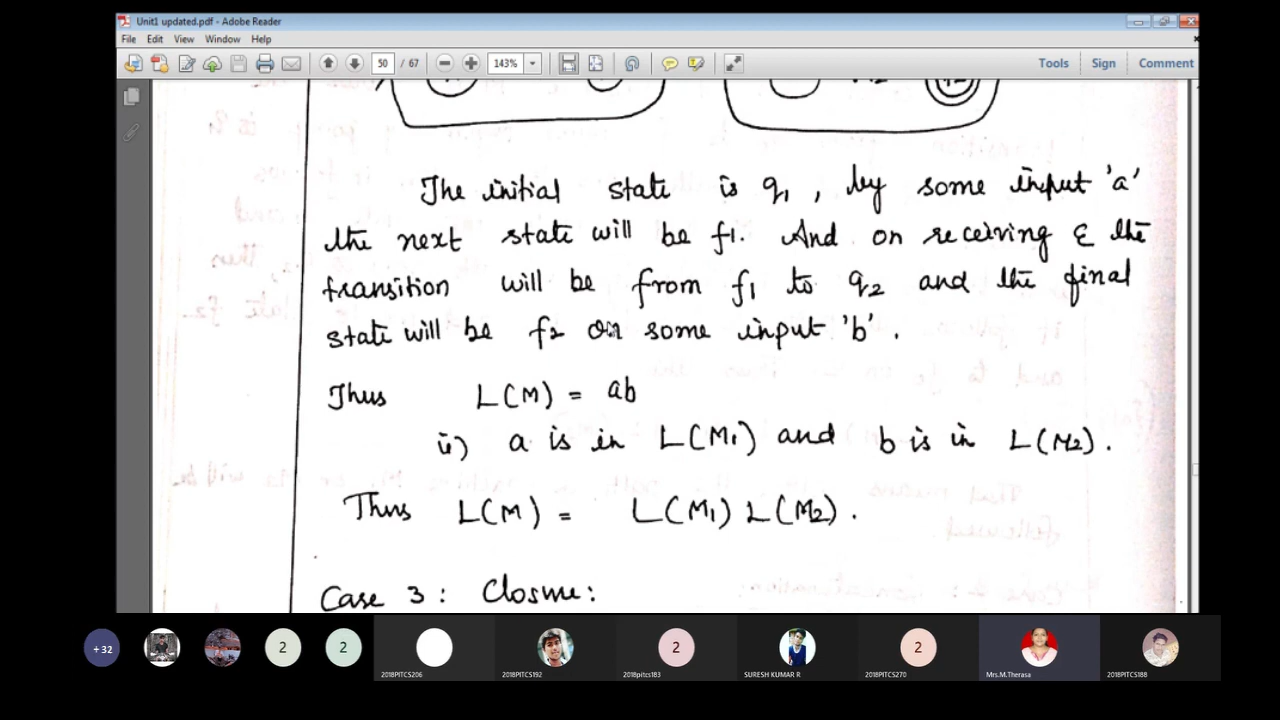 Unit1 updated.pdf - Adobe Reader
File Edit View Window Help
50 / 67 143% Tools Sign Comment
The initial state is q1, by some input 'a'
the next state will be f1. And on receiving ε the
transition will be from f1 to q2 and the final
state will be f2 on some input 'b'.
Thus L(M) = ab
ii) a is in L(M1) and b is in L(M2).
Thus L(M) = L(M1) L(M2).
Case 3: Closure:
+32 2 2 2 2
2018PITCS206 2018PITCS192 2018pitcs183 SURESH KUMAR R 2018PITCS270 Mrs.M.Therasa 2018PITCS188